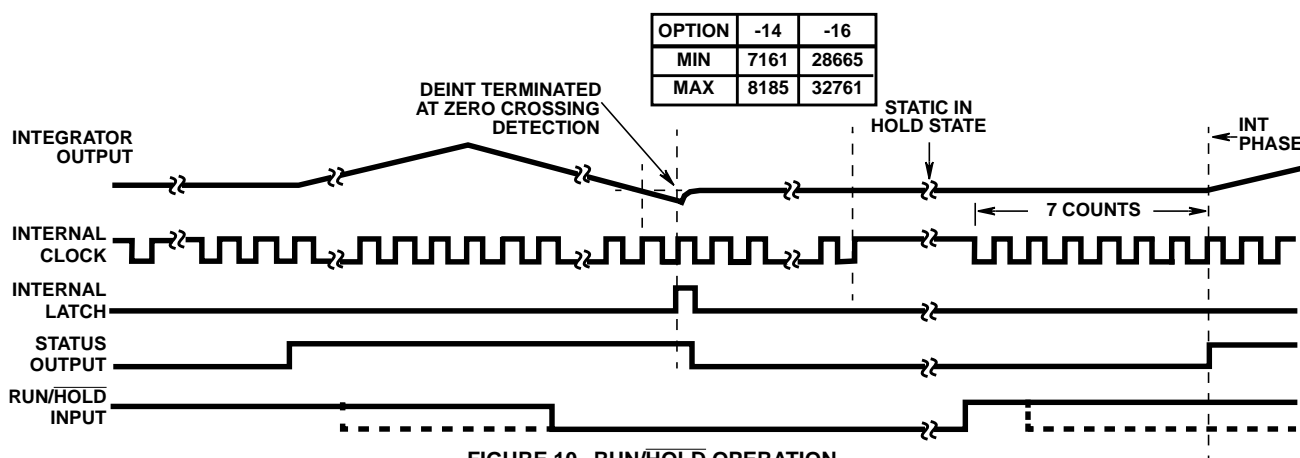 OPTION -14 -16
MIN 7161 28665
MAX 8185 32761
DEINT TERMINATED
AT ZERO CROSSING
DETECTION
STATIC IN
HOLD STATE
INT
PHASE
INTEGRATOR
OUTPUT
7 COUNTS
INTERNAL
CLOCK
INTERNAL
LATCH
STATUS
OUTPUT
RUN/HOLD
INPUT